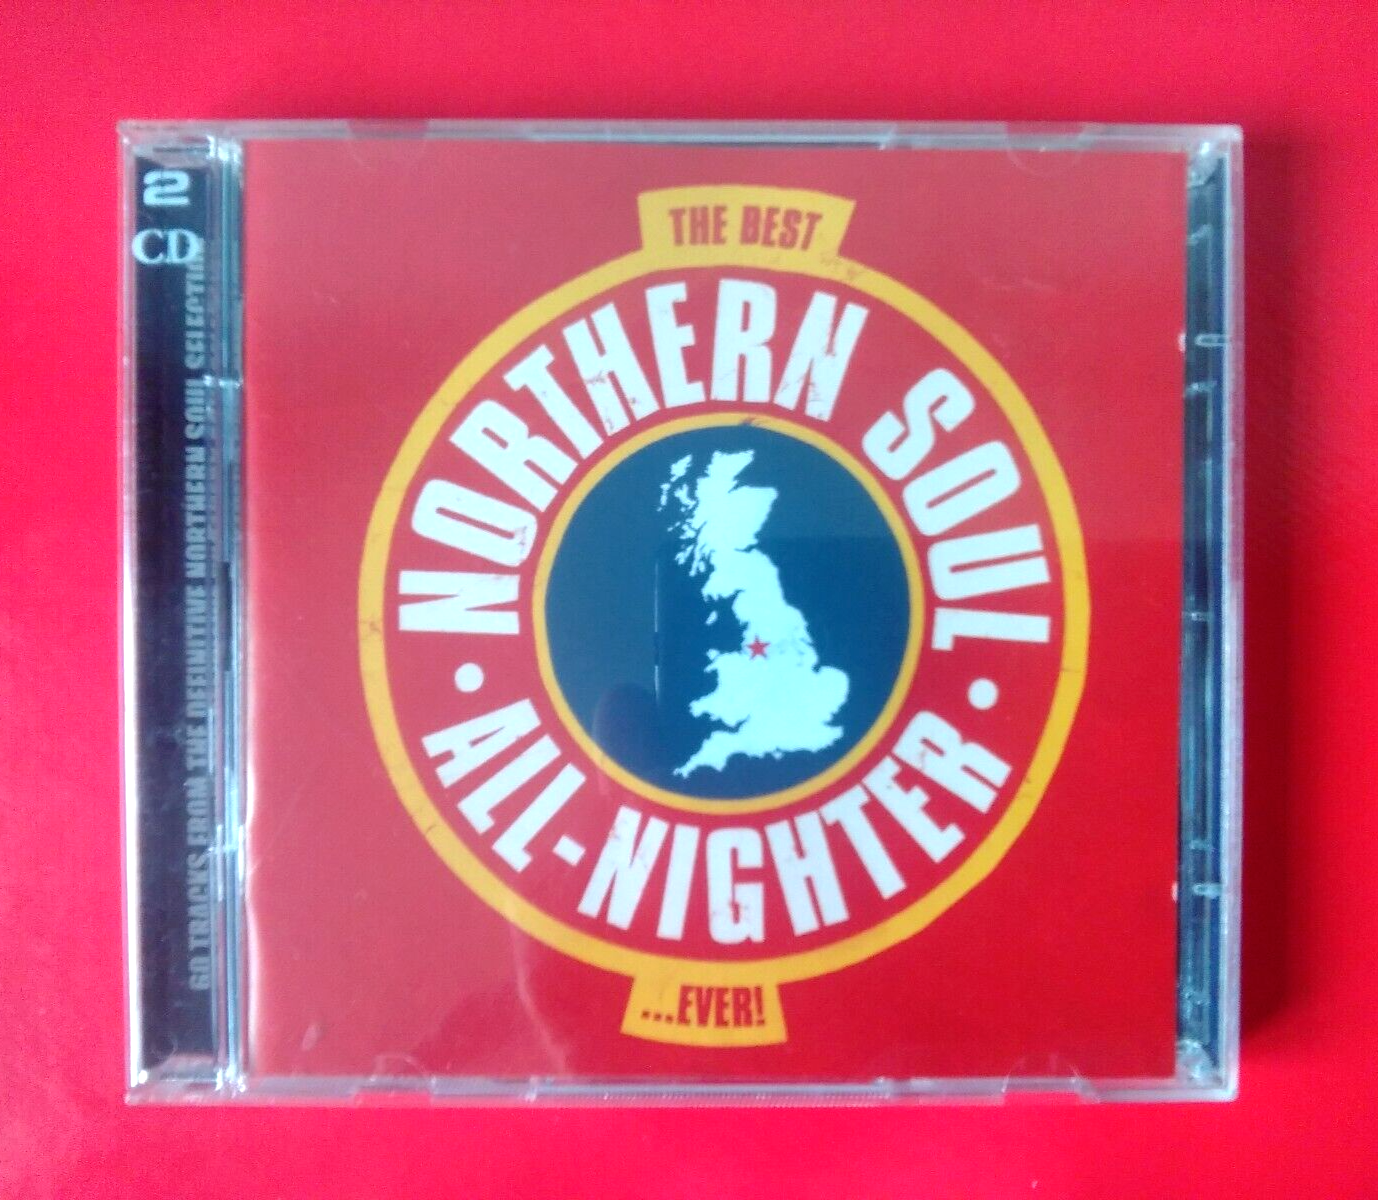 2
CD
60 TRACKS FROM THE DEFINITIVE NORTHERN SOUL SELECTION
THE BEST
NORTHERN SOUL
• ALL-NIGHTER •
...EVER!